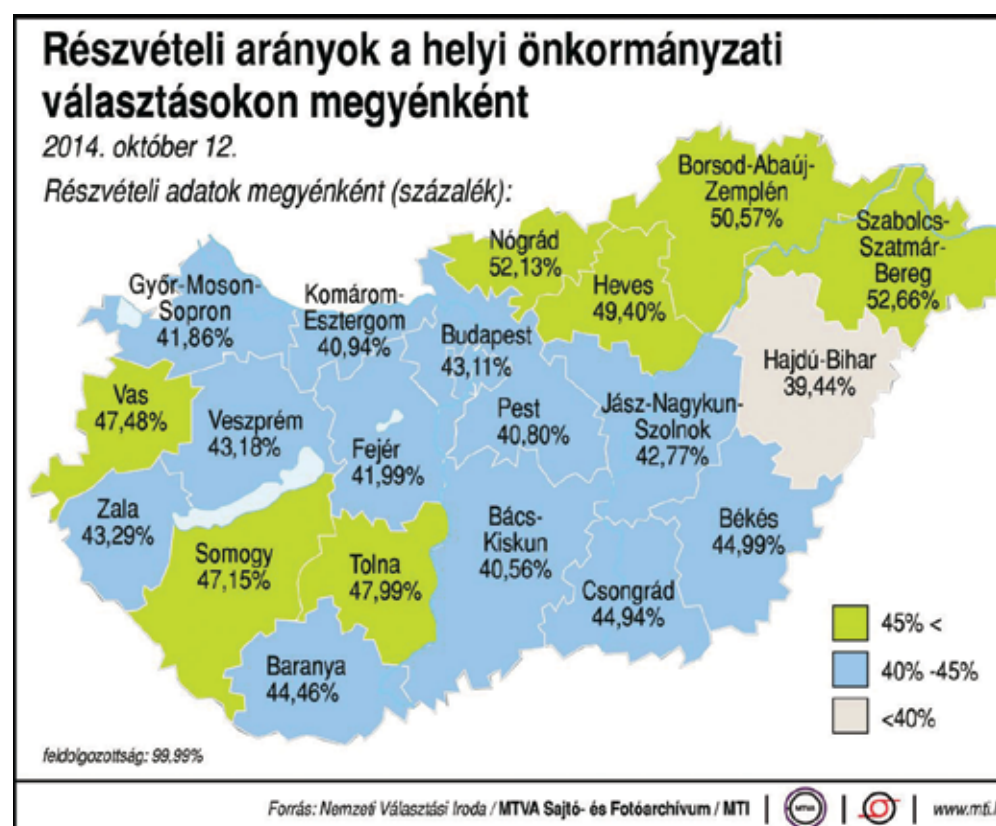 Részvételi arányok a helyi önkormányzati
választásokon megyénként
2014. október 12.
Részvételi adatok megyénként (százalék):
Borsod-Abaúj-
Zemplén
50,57%
Szabolcs-
Szatmár-
Bereg
52,66%
Nógrád
52,13%
Heves
49,40%
Győr-Moson-
Sopron
41,86%
Komárom-
Esztergom
40,94%
Budapest
43,11%
Hajdú-Bihar
39,44%
Vas
47,48%
Veszprém
43,18%
Fejér
41,99%
Pest
40,80%
Jász-Nagykun-
Szolnok
42,77%
Zala
43,29%
Somogy
47,15%
Tolna
47,99%
Bács-
Kiskun
40,56%
Csongrád
44,94%
Békés
44,99%
Baranya
44,46%
45% <
40% -45%
<40%
feldolgozottság: 99,99%
Forrás: Nemzeti Választási Iroda / MTVA Sajtó- és Fotóarchívum / MTI
MTVA
www.mti.